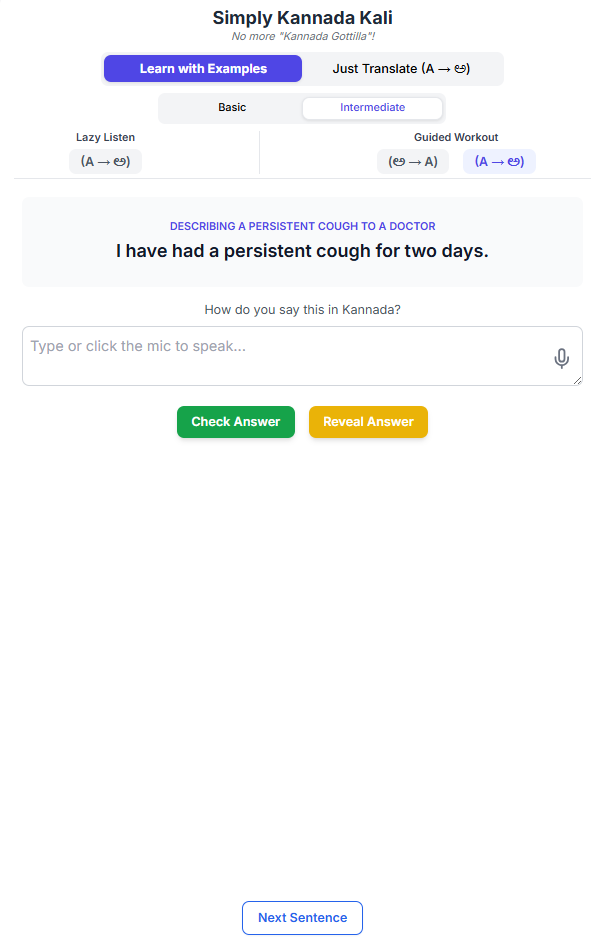 Simply Kannada Kali
No more "Kannada Gottilla"!
Learn with Examples
Just Translate (A → ಅ)
Basic
Intermediate
Lazy Listen
Guided Workout
(A → ಅ)
(ಅ → A)
(A → ಅ)
DESCRIBING A PERSISTENT COUGH TO A DOCTOR
I have had a persistent cough for two days.
How do you say this in Kannada?
Type or click the mic to speak...
Check Answer
Reveal Answer
Next Sentence